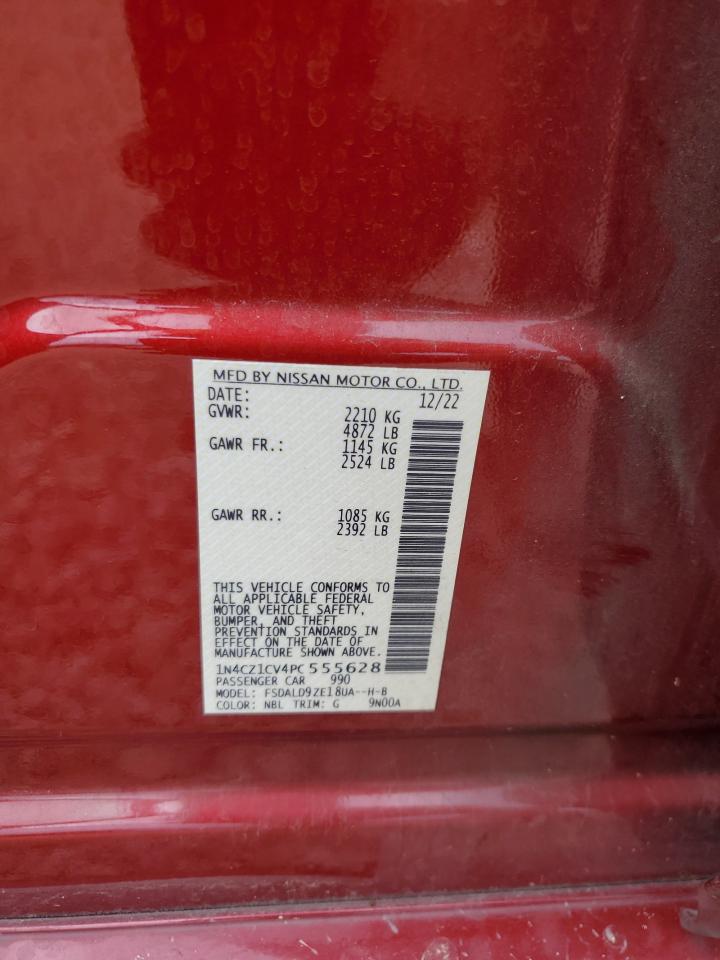 MFD BY NISSAN MOTOR CO., LTD.
DATE: 12/22
GVWR: 2210 KG
4872 LB
GAWR FR.: 1145 KG
2524 LB
GAWR RR.: 1085 KG
2392 LB
THIS VEHICLE CONFORMS TO
ALL APPLICABLE FEDERAL
MOTOR VEHICLE SAFETY,
BUMPER, AND THEFT
PREVENTION STANDARDS IN
EFFECT ON THE DATE OF
MANUFACTURE SHOWN ABOVE.
1N4CZ1CV4PC555628
PASSENGER CAR 990
MODEL: FSDALD9ZE18UA--H-B
COLOR: NBL TRIM: G 9N00A